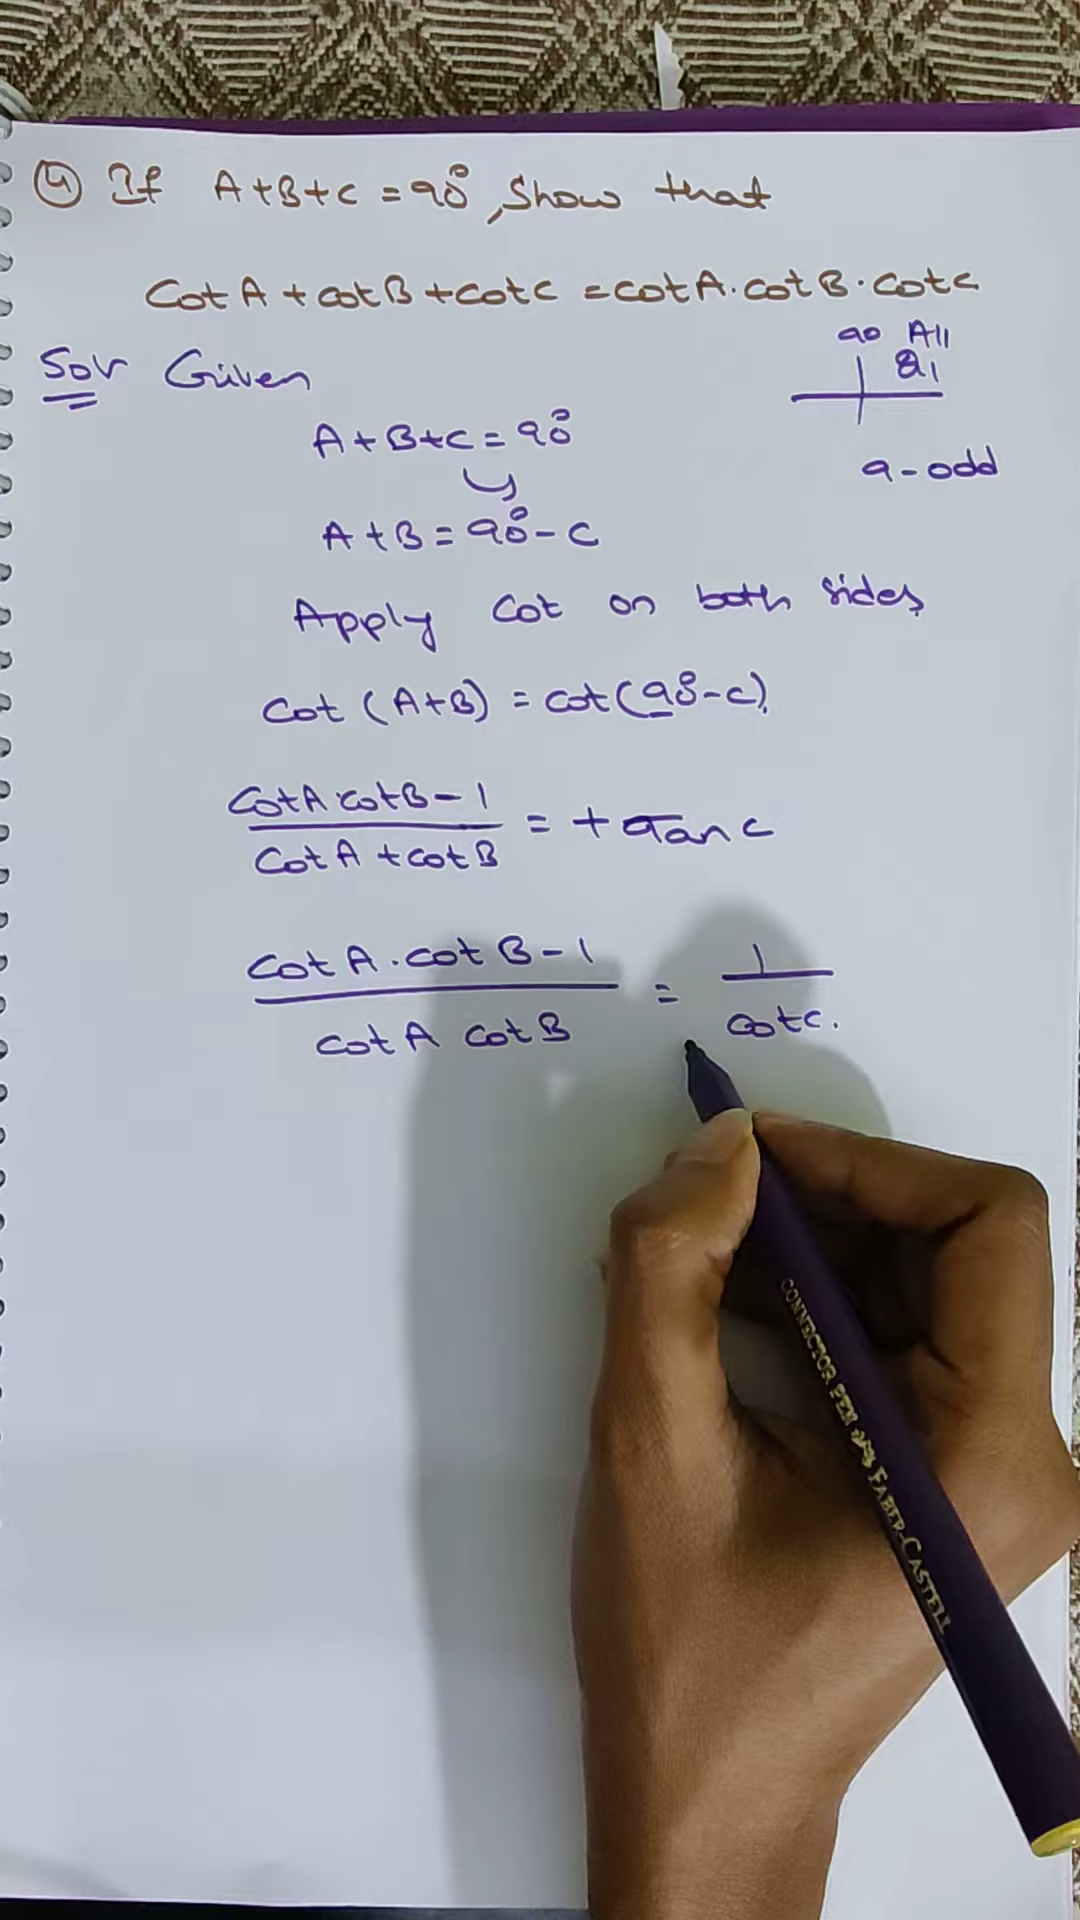 ④ If A+B+C = 90°, Show that
Cot A + cot B + cot C = cot A . cot B . cot C
Sol Given
90 All
Q1
A+B+C = 90°
9 - odd
A+B = 90° - C
Apply Cot on both sides,
Cot (A+B) = cot (90°-C).
CotA.cotB-1 / Cot A + cot B = + Tan C
Cot A . cot B - 1 / cot A cot B = 1 / cot C.
CONNECTOR PEN FABER-CASTELL